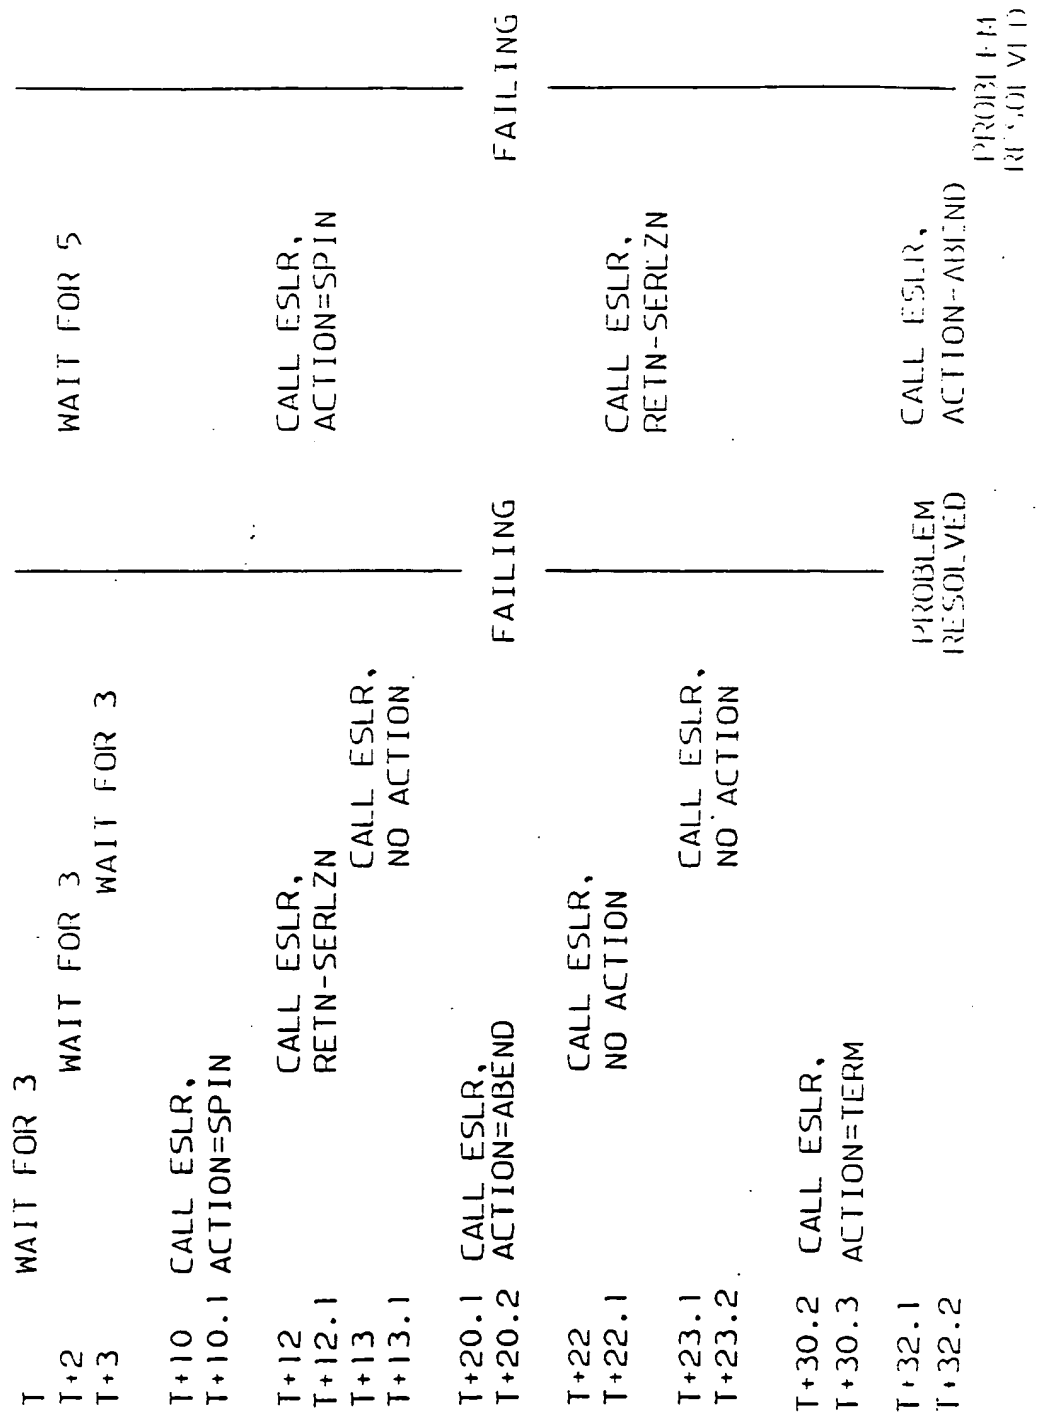 T WAIT FOR 3
T+2 WAIT FOR 3 WAIT FOR 5
T+3 WAIT FOR 3
T+10 CALL ESLR,
T+10.1 ACTION=SPIN
T+12 CALL ESLR, CALL ESLR,
T+12.1 RETN-SERLZN ACTION=SPIN
T+13 CALL ESLR,
T+13.1 NO ACTION
T+20.1 CALL ESLR,
T+20.2 ACTION=ABEND FAILING FAILING
T+22 CALL ESLR, CALL ESLR,
T+22.1 NO ACTION RETN-SERLZN
T+23.1 CALL ESLR,
T+23.2 NO ACTION
T+30.2 CALL ESLR,
T+30.3 ACTION=TERM
T+32.1 PROBLEM CALL ESLR,
T+32.2 RESOLVED ACTION-ABEND
PROBLEM
RESOLVED